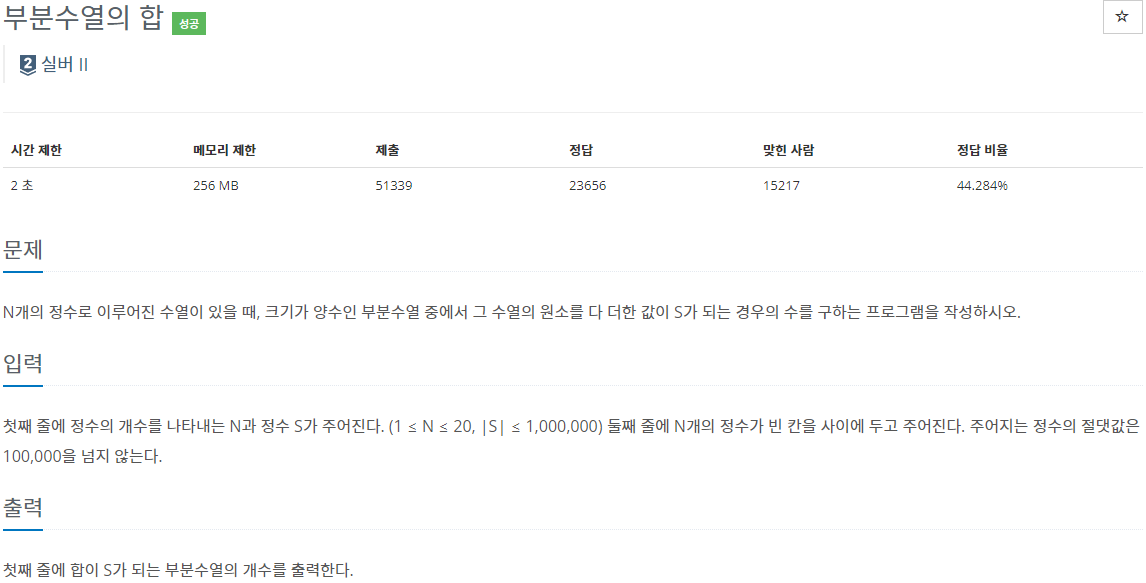 부분수열의 합 성공
2 실버 II
시간 제한 메모리 제한 제출 정답 맞힌 사람 정답 비율
2 초 256 MB 51339 23656 15217 44.284%
문제
N개의 정수로 이루어진 수열이 있을 때, 크기가 양수인 부분수열 중에서 그 수열의 원소를 다 더한 값이 S가 되는 경우의 수를 구하는 프로그램을 작성하시오.
입력
첫째 줄에 정수의 개수를 나타내는 N과 정수 S가 주어진다. (1 ≤ N ≤ 20, |S| ≤ 1,000,000) 둘째 줄에 N개의 정수가 빈 칸을 사이에 두고 주어진다. 주어지는 정수의 절댓값은
100,000을 넘지 않는다.
출력
첫째 줄에 합이 S가 되는 부분수열의 개수를 출력한다.